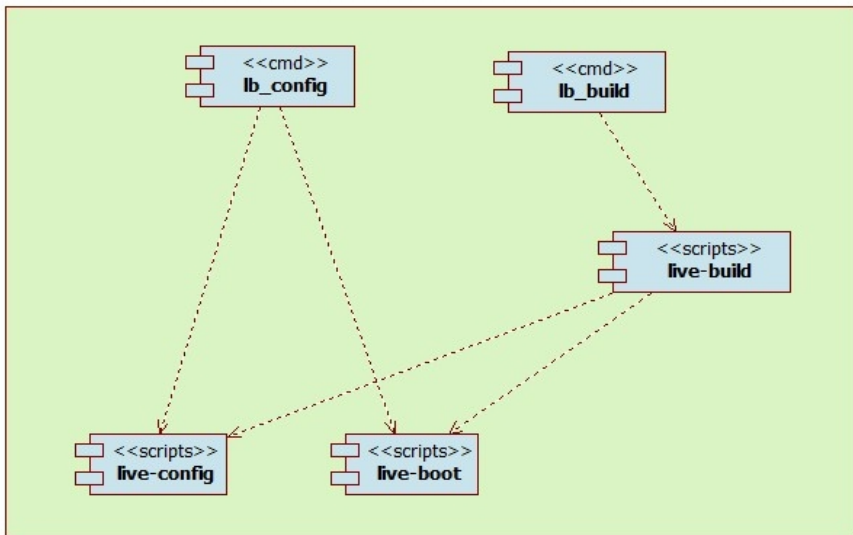 <<cmd>>
lb_config
<<cmd>>
lb_build
<<scripts>>
live-build
<<scripts>>
live-config
<<scripts>>
live-boot